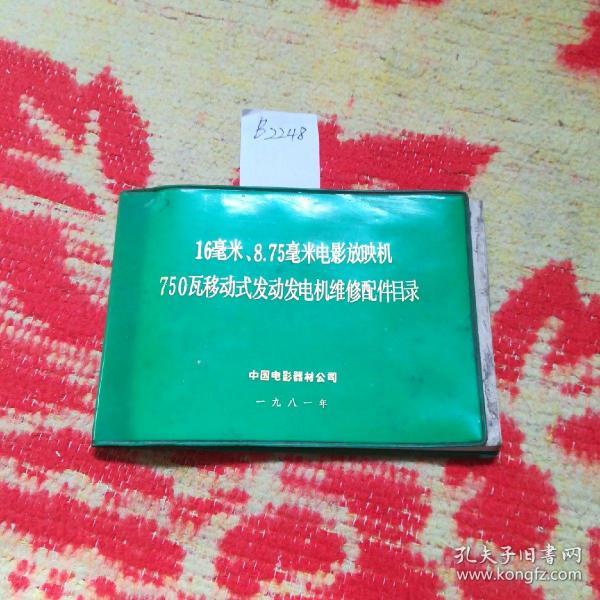 B2248
16毫米、8.75毫米电影放映机
750瓦移动式发动发电机维修配件目录
中国电影器材公司
一九八一年
孔夫子旧书网
www.kongfz.com